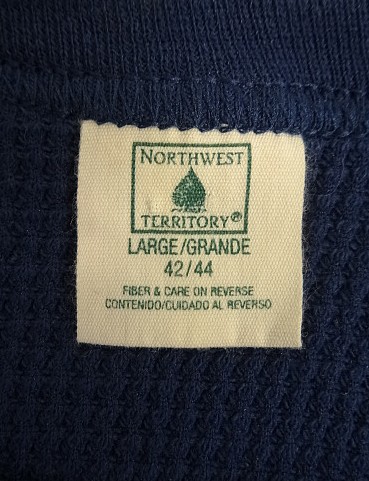 NORTHWEST
TERRITORY®
LARGE/GRANDE
42/44
FIBER & CARE ON REVERSE
CONTENIDO/CUIDADO AL REVERSO